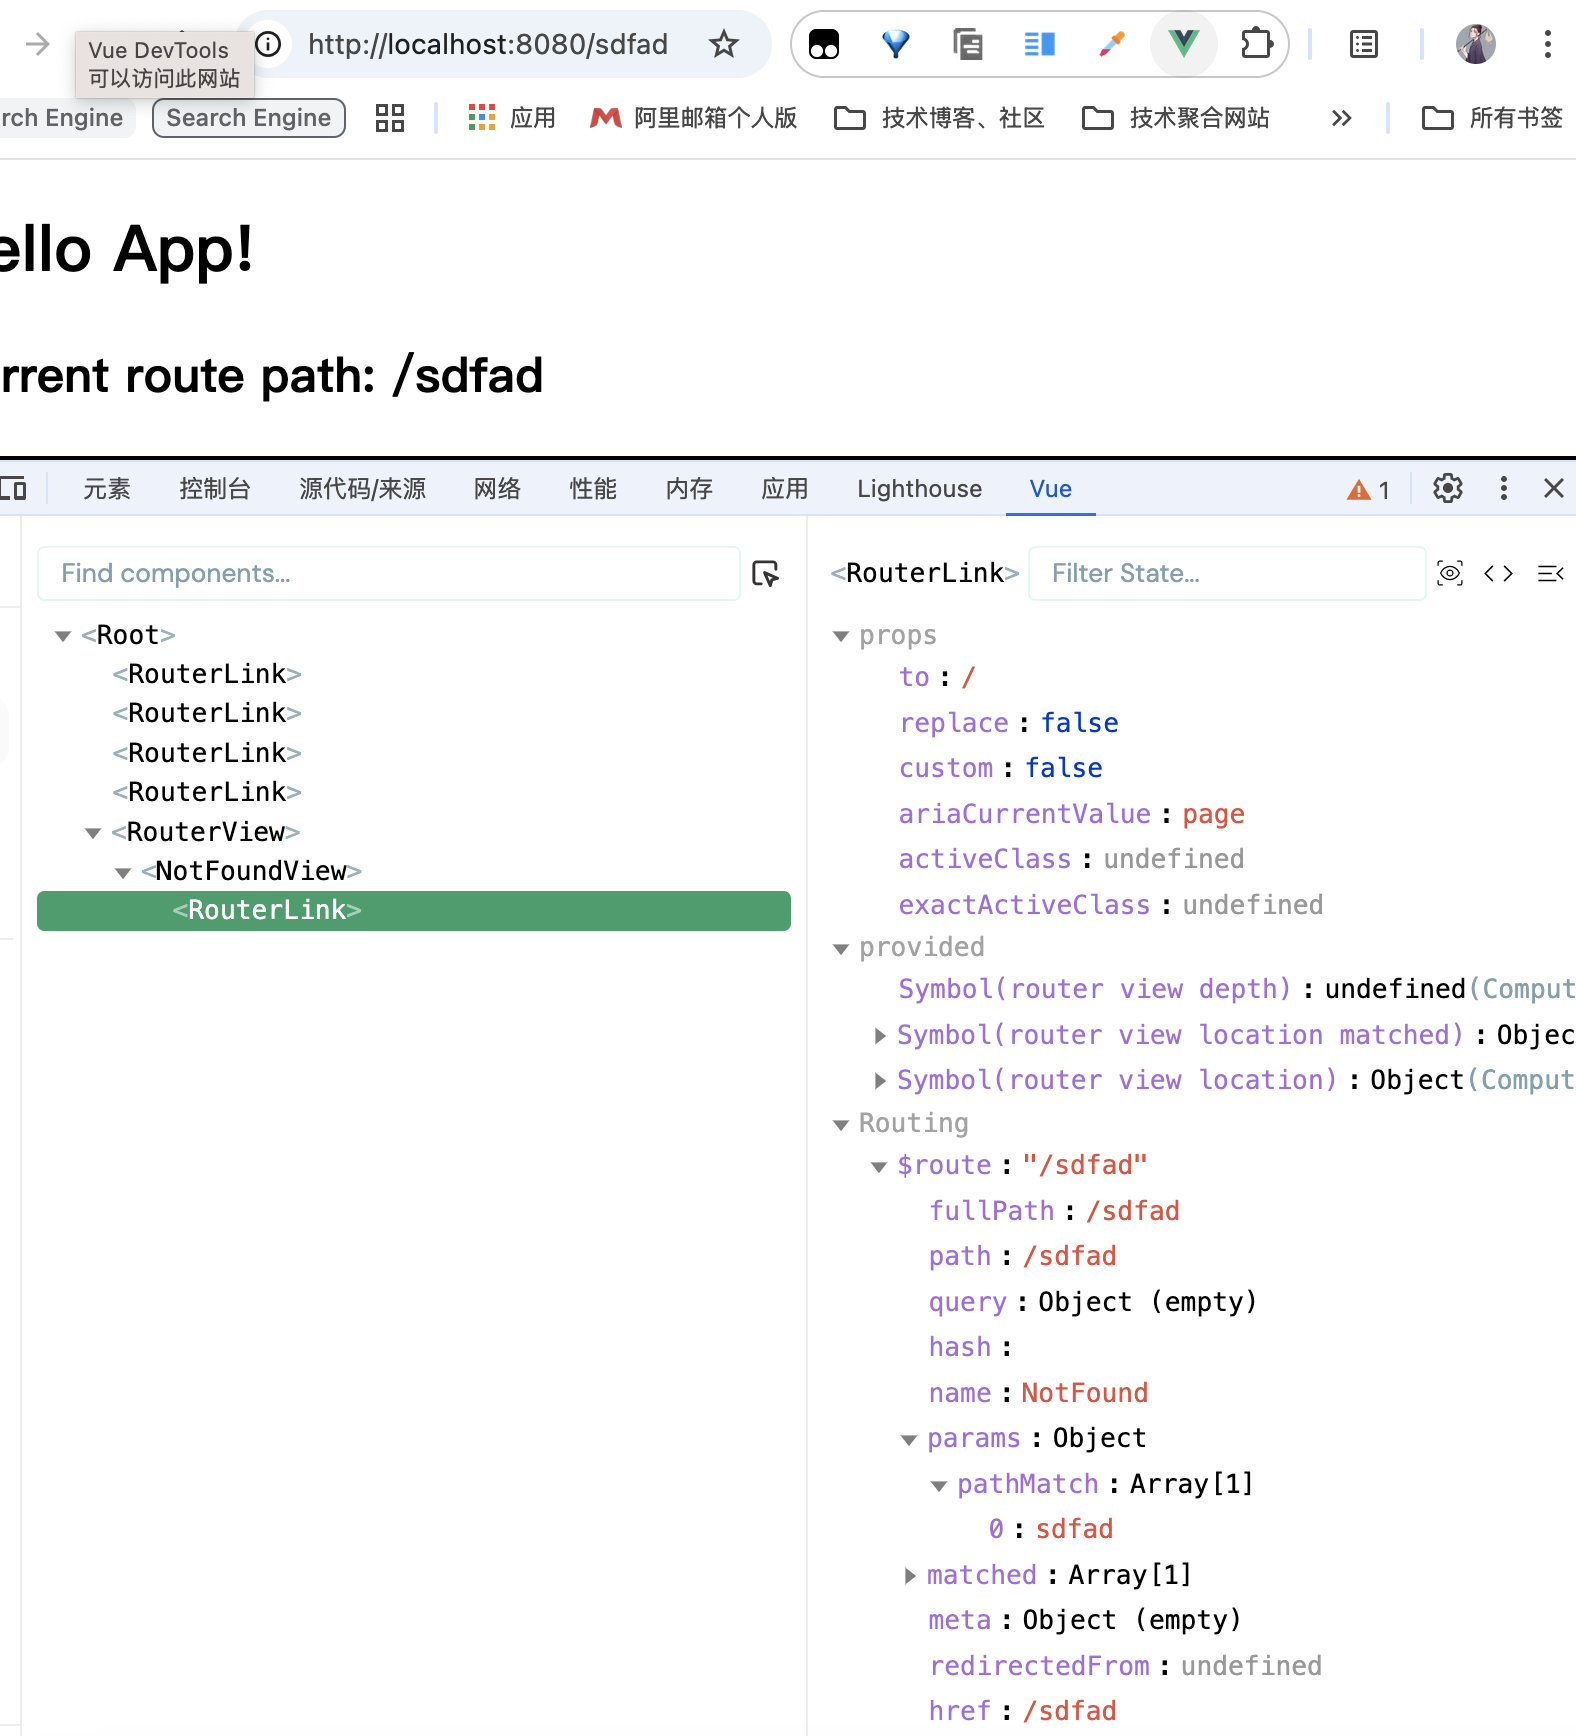 Vue DevTools
可以访问此网站
http://localhost:8080/sdfad
rch Engine
Search Engine
应用
阿里邮箱个人版
技术博客、社区
技术聚合网站
所有书签
ello App!
rrent route path: /sdfad
元素
控制台
源代码/来源
网络
性能
内存
应用
Lighthouse
Vue
1
Find components...
<Root>
<RouterLink>
<RouterLink>
<RouterLink>
<RouterLink>
<RouterView>
<NotFoundView>
<RouterLink>
<RouterLink>
Filter State...
props
to : /
replace : false
custom : false
ariaCurrentValue : page
activeClass : undefined
exactActiveClass : undefined
provided
Symbol(router view depth) : undefined(Comput
Symbol(router view location matched) : Objec
Symbol(router view location) : Object(Comput
Routing
$route : "/sdfad"
fullPath : /sdfad
path : /sdfad
query : Object (empty)
hash :
name : NotFound
params : Object
pathMatch : Array[1]
0 : sdfad
matched : Array[1]
meta : Object (empty)
redirectedFrom : undefined
href : /sdfad